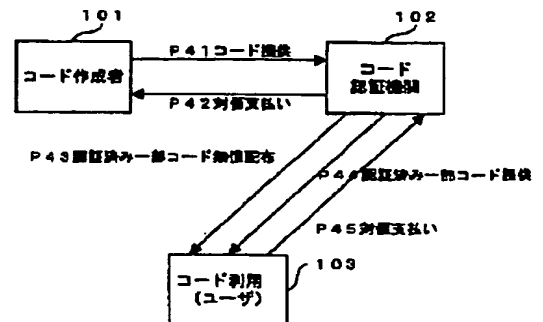 101
102
コード作成者
P41コード提供
P42対価支払い
コード
認証機関
P43認証済み一部コード無償配布
P44認証済み一部コード提供
P45対価支払い
コード利用
(ユーザ)
103